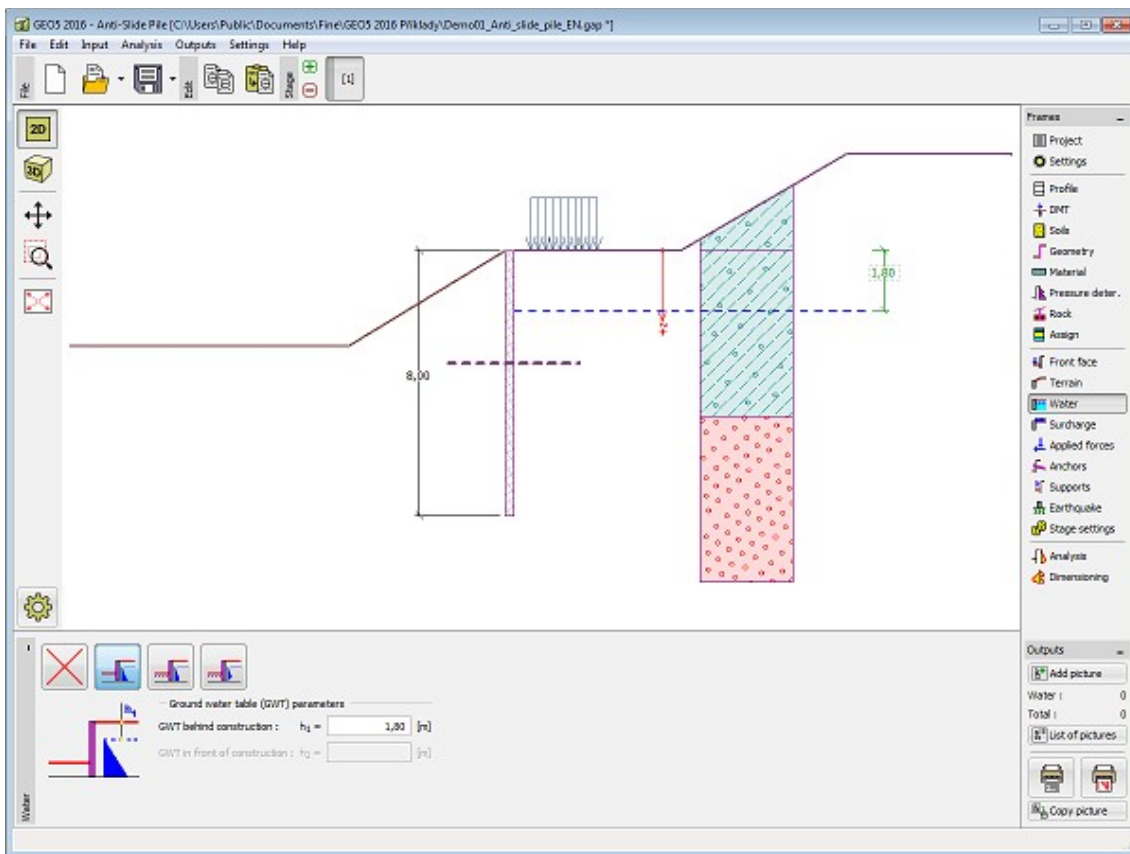 GEO5 2016 - Anti-Slide Pile [C:\Users\Public\Documents\Fine\GEO5 2016 Příklady\Demo01_Anti_slide_pile_EN.gap *]
File Edit Input Analysis Outputs Settings Help
File
Edit
Stage
[1]
2D
3D
8,00
+z
1,80
Frames
Project
Settings
Profile
DMT
Soils
Geometry
Material
Pressure deter.
Rock
Assign
Front face
Terrain
Water
Surcharge
Applied forces
Anchors
Supports
Earthquake
Stage settings
Analysis
Dimensioning
Water
h1
Ground water table (GWT) parameters
GWT behind construction : h1 = 1,80 [m]
GWT in front of construction : h2 = [m]
Outputs
Add picture
Water : 0
Total : 0
List of pictures
Copy picture